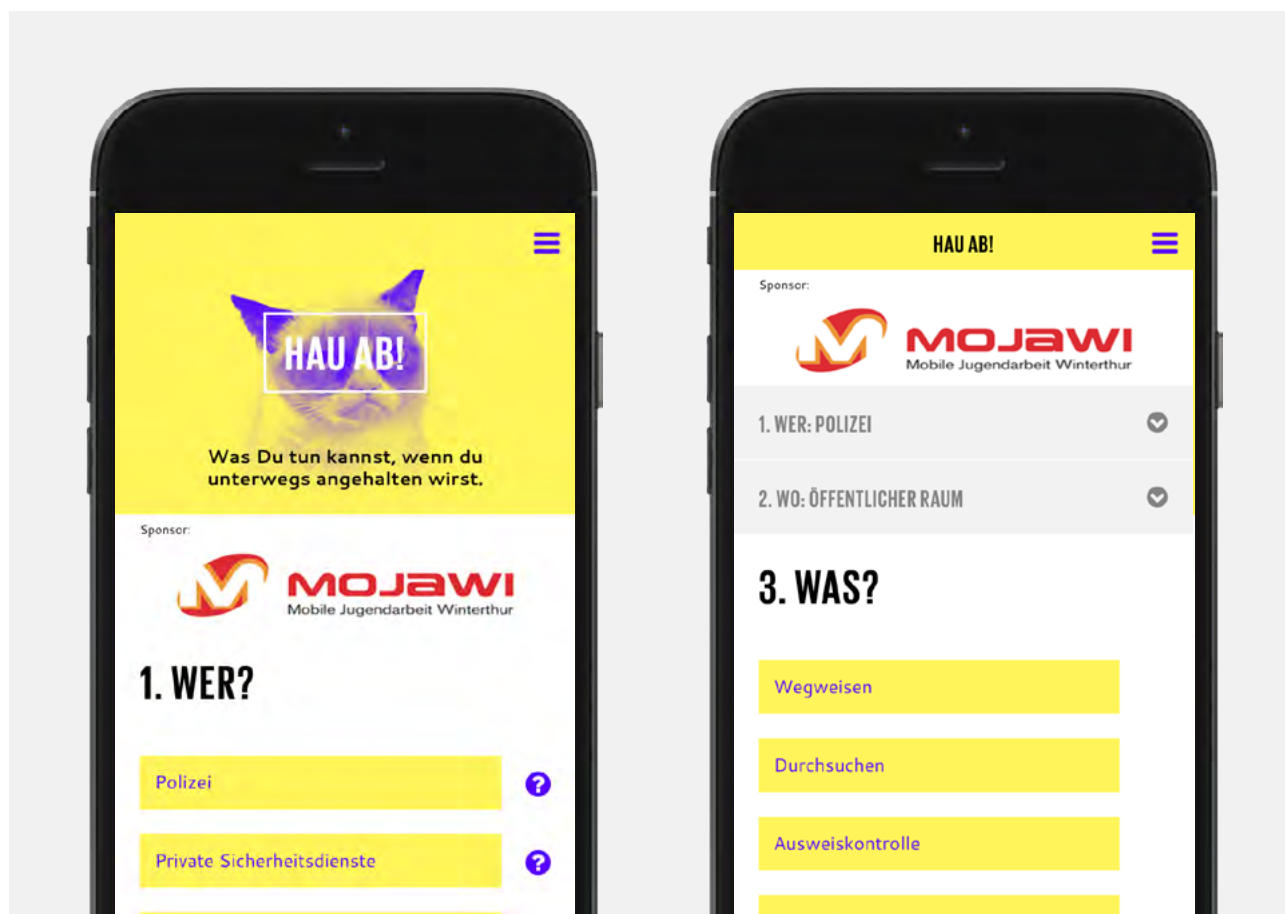 HAU AB!
Was Du tun kannst, wenn du
unterwegs angehalten wirst.
Sponsor:
MOJAWI
Mobile Jugendarbeit Winterthur
1. WER?
Polizei
?
Private Sicherheitsdienste
?
HAU AB!
Sponsor:
MOJAWI
Mobile Jugendarbeit Winterthur
1. WER: POLIZEI
2. WO: ÖFFENTLICHER RAUM
3. WAS?
Wegweisen
Durchsuchen
Ausweiskontrolle